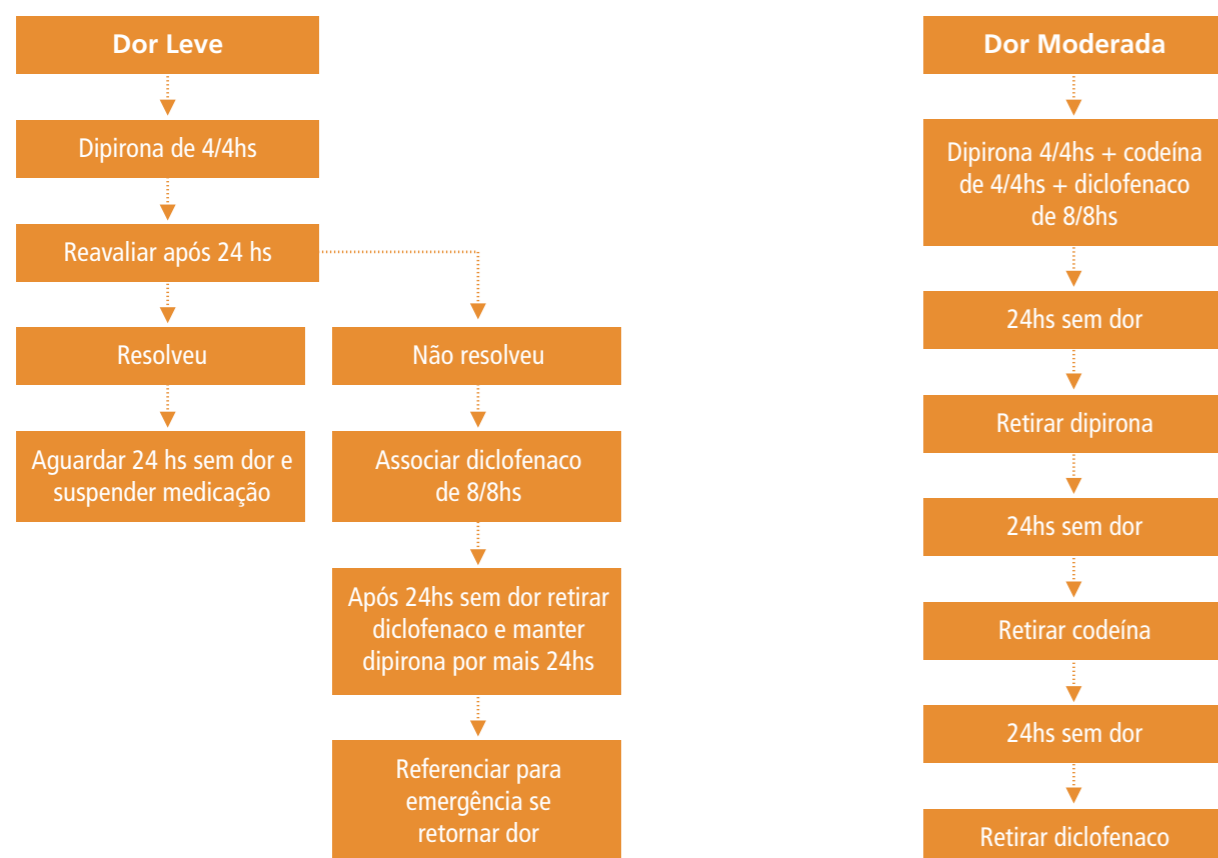 Dor Leve
Dipirona de 4/4hs
Reavaliar após 24 hs
Resolveu
Aguardar 24 hs sem dor e
suspender medicação
Não resolveu
Associar diclofenaco
de 8/8hs
Após 24hs sem dor retirar
diclofenaco e manter
dipirona por mais 24hs
Referenciar para
emergência se
retornar dor
Dor Moderada
Dipirona 4/4hs + codeína
de 4/4hs + diclofenaco
de 8/8hs
24hs sem dor
Retirar dipirona
24hs sem dor
Retirar codeína
24hs sem dor
Retirar diclofenaco